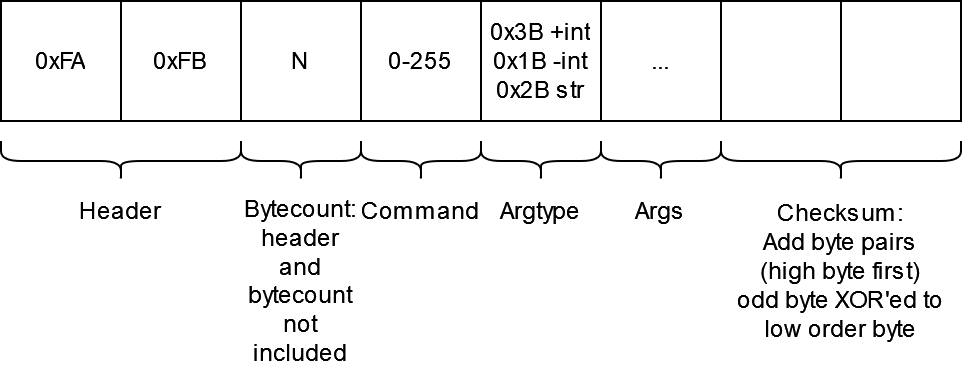 0xFA
0xFB
N
0-255
0x3B +int
0x1B -int
0x2B str
...
Header
Bytecount:
header
and
bytecount
not
included
Command
Argtype
Args
Checksum:
Add byte pairs
(high byte first)
odd byte XOR'ed to
low order byte